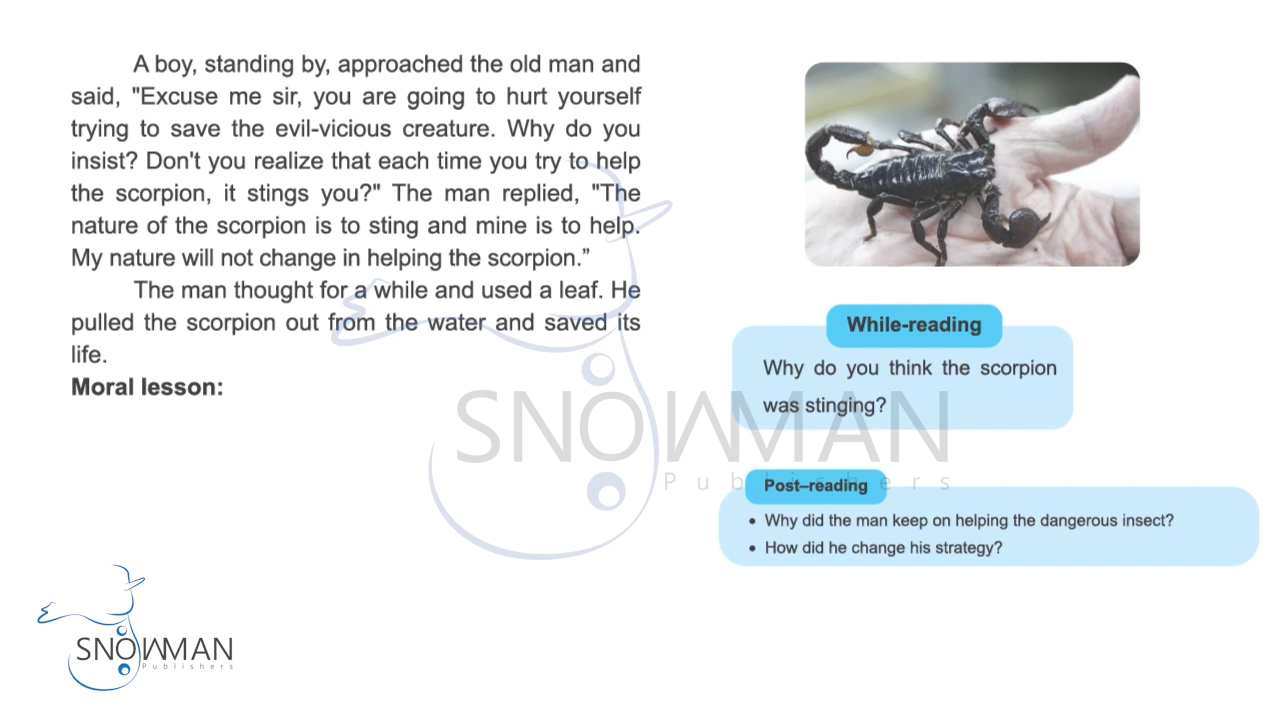 A boy, standing by, approached the old man and
said, "Excuse me sir, you are going to hurt yourself
trying to save the evil-vicious creature. Why do you
insist? Don't you realize that each time you try to help
the scorpion, it stings you?" The man replied, "The
nature of the scorpion is to sting and mine is to help.
My nature will not change in helping the scorpion.”
The man thought for a while and used a leaf. He
pulled the scorpion out from the water and saved its
life.
Moral lesson:
While-reading
Why do you think the scorpion
was stinging?
Post–reading
• Why did the man keep on helping the dangerous insect?
• How did he change his strategy?
SNOWMAN
Publishers
SNOWMAN
Publishers